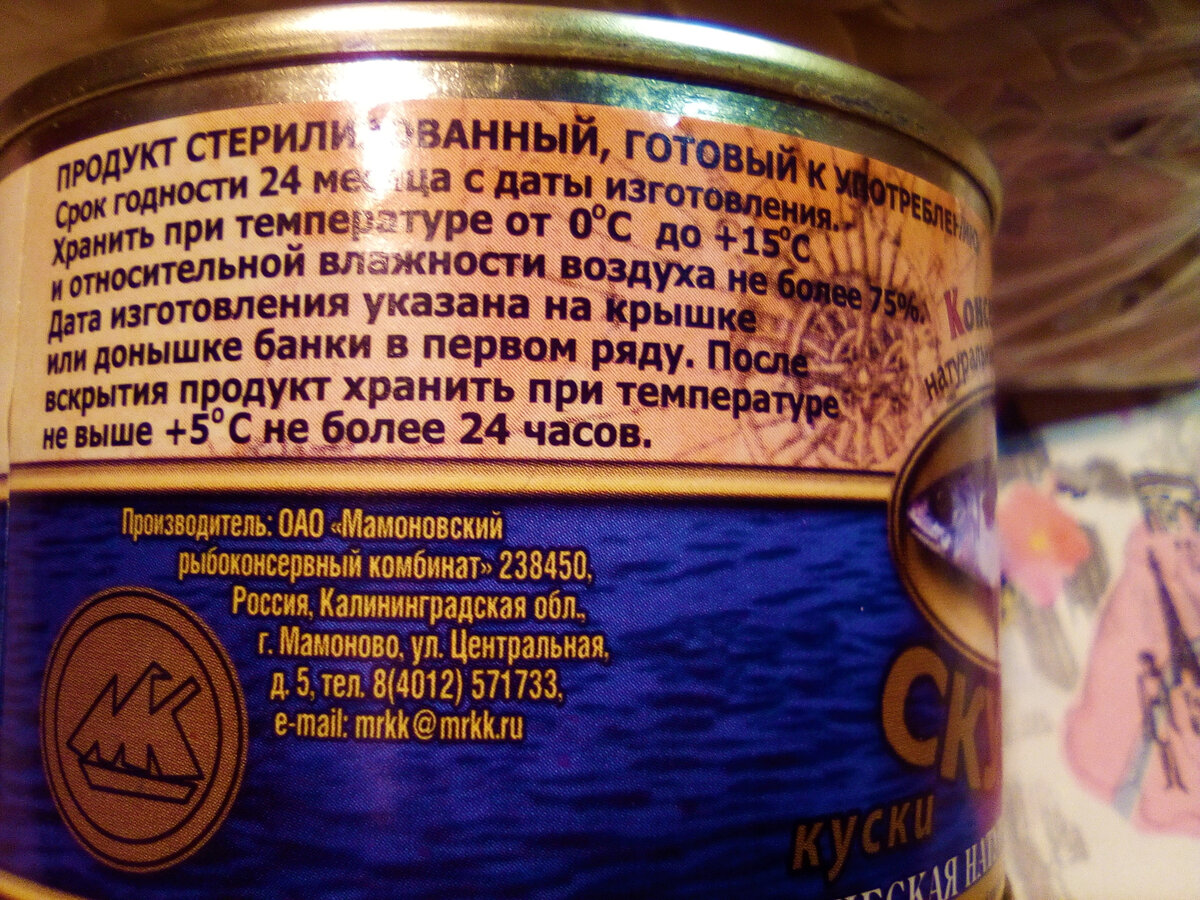 ПРОДУКТ СТЕРИЛИЗОВАННЫЙ, ГОТОВЫЙ К УПОТРЕБЛЕНИЮ
Срок годности 24 месяца с даты изготовления.
Хранить при температуре от 0°С до +15°С
и относительной влажности воздуха не более 75%.
Дата изготовления указана на крышке
или донышке банки в первом ряду. После
вскрытия продукт хранить при температуре
не выше +5°С не более 24 часов.
Производитель: ОАО «Мамоновский
рыбоконсервный комбинат» 238450,
Россия, Калининградская обл.,
г. Мамоново, ул. Центральная,
д. 5, тел. 8(4012) 571733,
e-mail: mrkk@mrkk.ru
куски